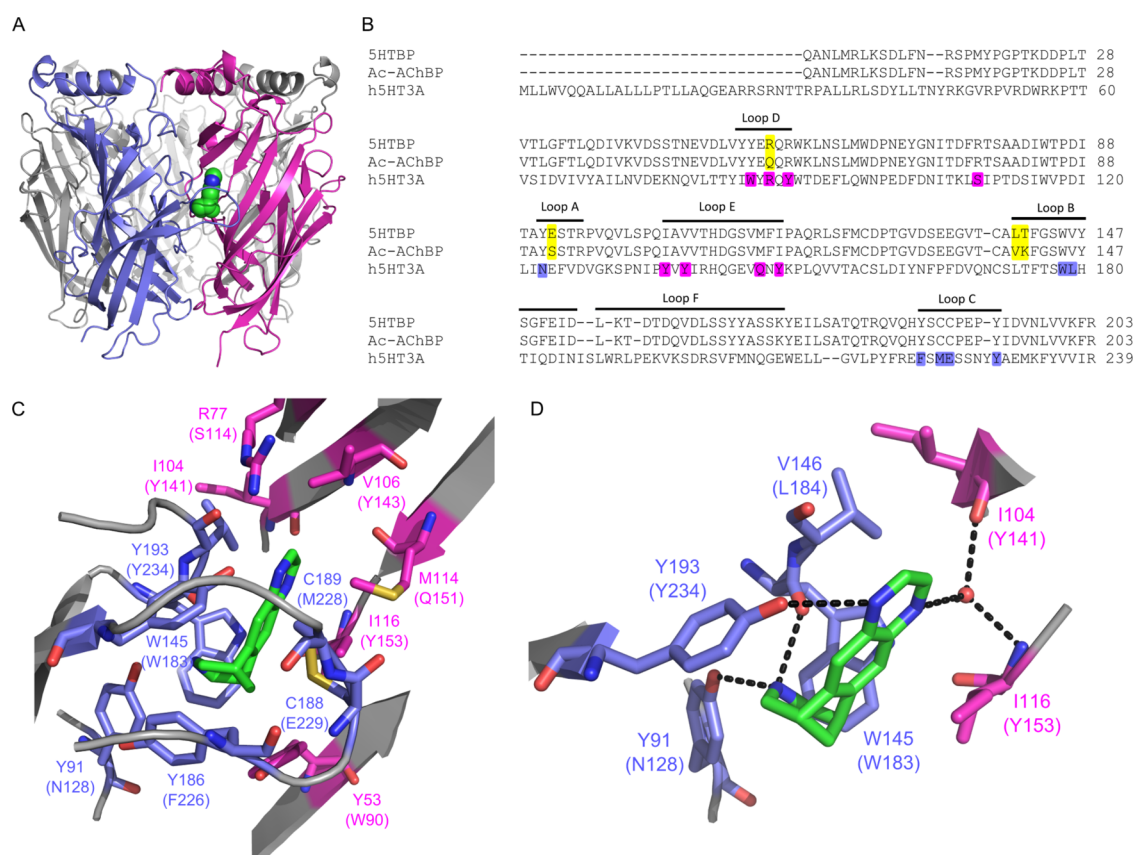 A
B
5HTBP ------------------------------QANLMRLKSDLFN--RSPMYPGPTKDDPLT 28
Ac-AChBP ------------------------------QANLMRLKSDLFN--RSPMYPGPTKDDPLT 28
h5HT3A MLLWVQQALLALLLPTLLAQGEARRSRNTTRPALLRLSDYLLTNYRKGVRPVRDWRKPTT 60
Loop D
5HTBP VTLGFTLQDIVKVDSSTNEVDLVYYERQRWKLNSLMWDPNEYGNITDFRTSAADIWTPDI 88
Ac-AChBP VTLGFTLQDIVKVDSSTNEVDLVYYEQQRWKLNSLMWDPNEYGNITDFRTSAADIWTPDI 88
h5HT3A VSIDVIVYAILNVDEKNQVLTTYIWYRQYWTDEFLQWNPEDFDNITKLSIPTDSIWVPDI 120
Loop A Loop E Loop B
5HTBP TAYESTRPVQVLSPQIAVVTHDGSVMFIPAQRLSFMCDPTGVDSEEGVT-CALTFGSWVY 147
Ac-AChBP TAYSSTRPVQVLSPQIAVVTHDGSVMFIPAQRLSFMCDPTGVDSEEGVT-CAVKFGSWVY 147
h5HT3A LINEFVDVGKSPNIPYVYIRHQGEVQNYKPLQVVTACSLDIYNFPFDVQNCSLTFTSWLH 180
Loop F Loop C
5HTBP SGFEID--L-KT-DTDQVDLSSYYASSKYEILSATQTRQVQHYSCCPEP-YIDVNLVVKFR 203
Ac-AChBP SGFEID--L-KT-DTDQVDLSSYYASSKYEILSATQTRQVQHYSCCPEP-YIDVNLVVKFR 203
h5HT3A TIQDINISLWRLPEKVKSDRSVFMNQGEWELL--GVLPYFREFSMESSNYYAEMKFYVVIR 239
C
R77
(S114)
I104
(Y141)
V106
(Y143)
Y193
(Y234)
C189
(M228)
M114
(Q151)
W145
(W183)
I116
(Y153)
C188
(E229)
Y91
(N128)
Y186
(F226)
Y53
(W90)
D
V146
(L184)
I104
(Y141)
Y193
(Y234)
Y91
(N128)
W145
(W183)
I116
(Y153)